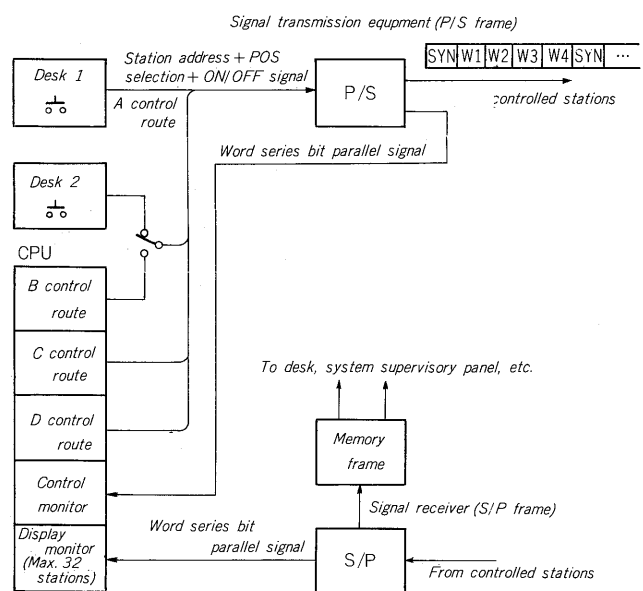 Signal transmission equpment (P/S frame)
SYN W1 W2 W3 W4 SYN ...
Desk 1
Station address + POS
selection + ON/OFF signal
A control
route
P/S
controlled stations
Word series bit parallel signal
Desk 2
CPU
B control
route
C control
route
D control
route
To desk, system supervisory panel, etc.
Memory
frame
Control
monitor
Signal receiver (S/P frame)
Display
monitor
(Max. 32
stations)
Word series bit
parallel signal
S/P
From controlled stations